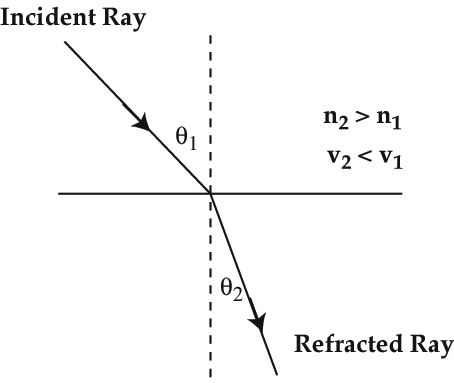 Incident Ray
n₂ > n₁
θ₁
v₂ < v₁
θ₂
Refracted Ray